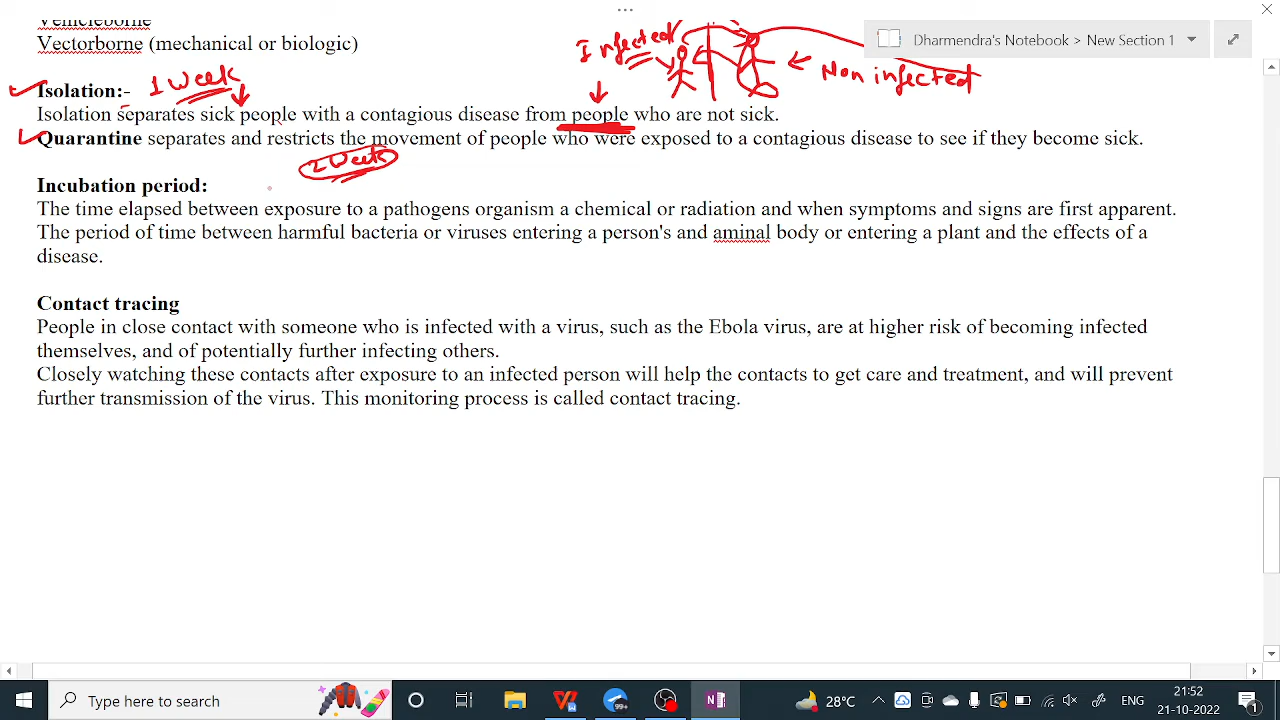 Vehicleborne
Vectorborne (mechanical or biologic)
Infected
Non infected
Dharmendra's Notebook > New Section 1
1 Week
Isolation:-
Isolation separates sick people with a contagious disease from people who are not sick.
Quarantine separates and restricts the movement of people who were exposed to a contagious disease to see if they become sick.
2 Week
Incubation period:
The time elapsed between exposure to a pathogens organism a chemical or radiation and when symptoms and signs are first apparent.
The period of time between harmful bacteria or viruses entering a person's and aminal body or entering a plant and the effects of a
disease.
Contact tracing
People in close contact with someone who is infected with a virus, such as the Ebola virus, are at higher risk of becoming infected
themselves, and of potentially further infecting others.
Closely watching these contacts after exposure to an infected person will help the contacts to get care and treatment, and will prevent
further transmission of the virus. This monitoring process is called contact tracing.
Type here to search
99+
28°C
ENG
21:52
21-10-2022
1